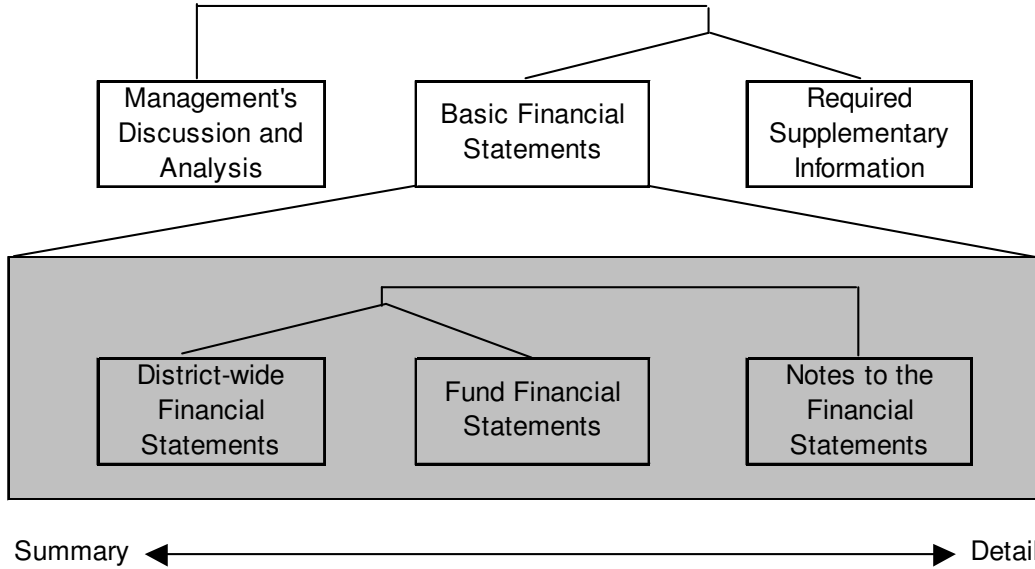 Management's
Discussion and
Analysis
Basic Financial
Statements
Required
Supplementary
Information
District-wide
Financial
Statements
Fund Financial
Statements
Notes to the
Financial
Statements
Summary
Detail